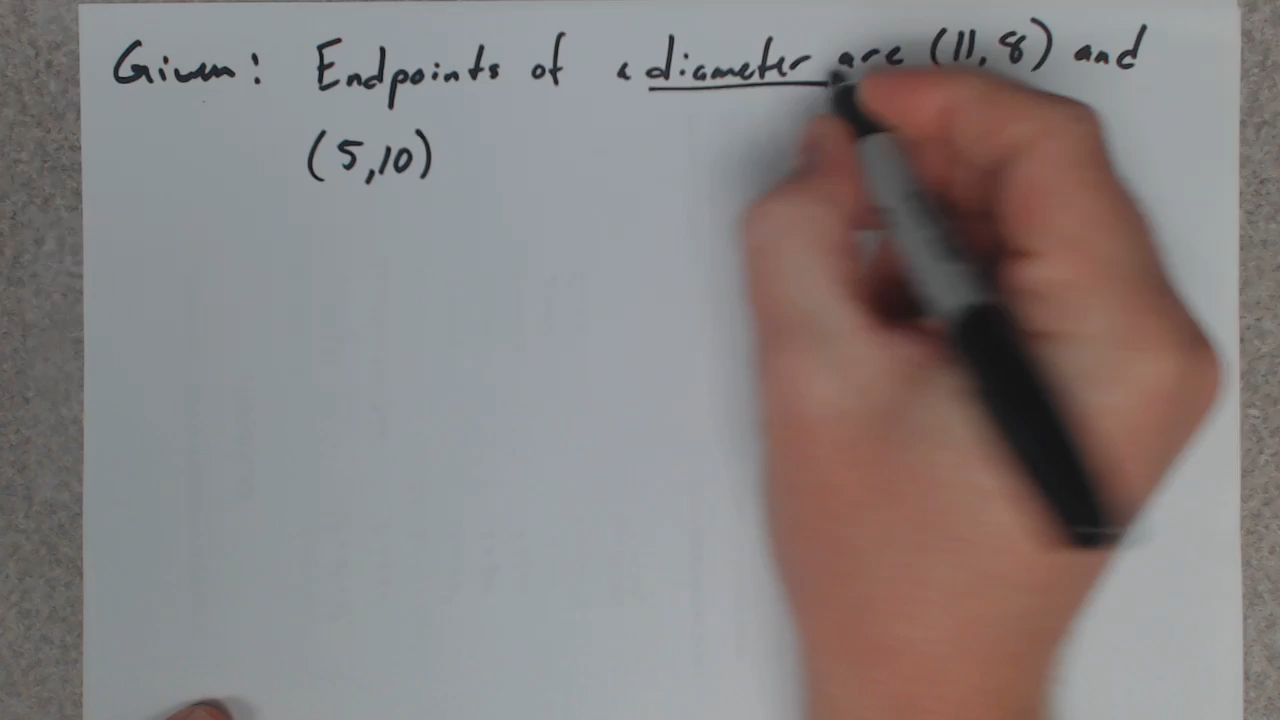 Given: Endpoints of a diameter are (11, 8) and
(5,10)